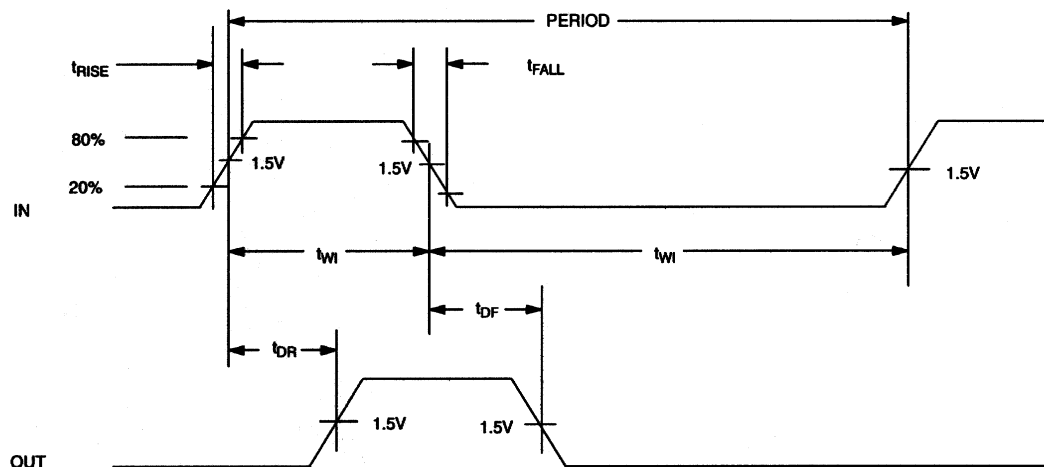 PERIOD
tRISE
tFALL
80%
1.5V
1.5V
1.5V
20%
IN
tWI
tWI
tDF
tDR
1.5V
1.5V
OUT